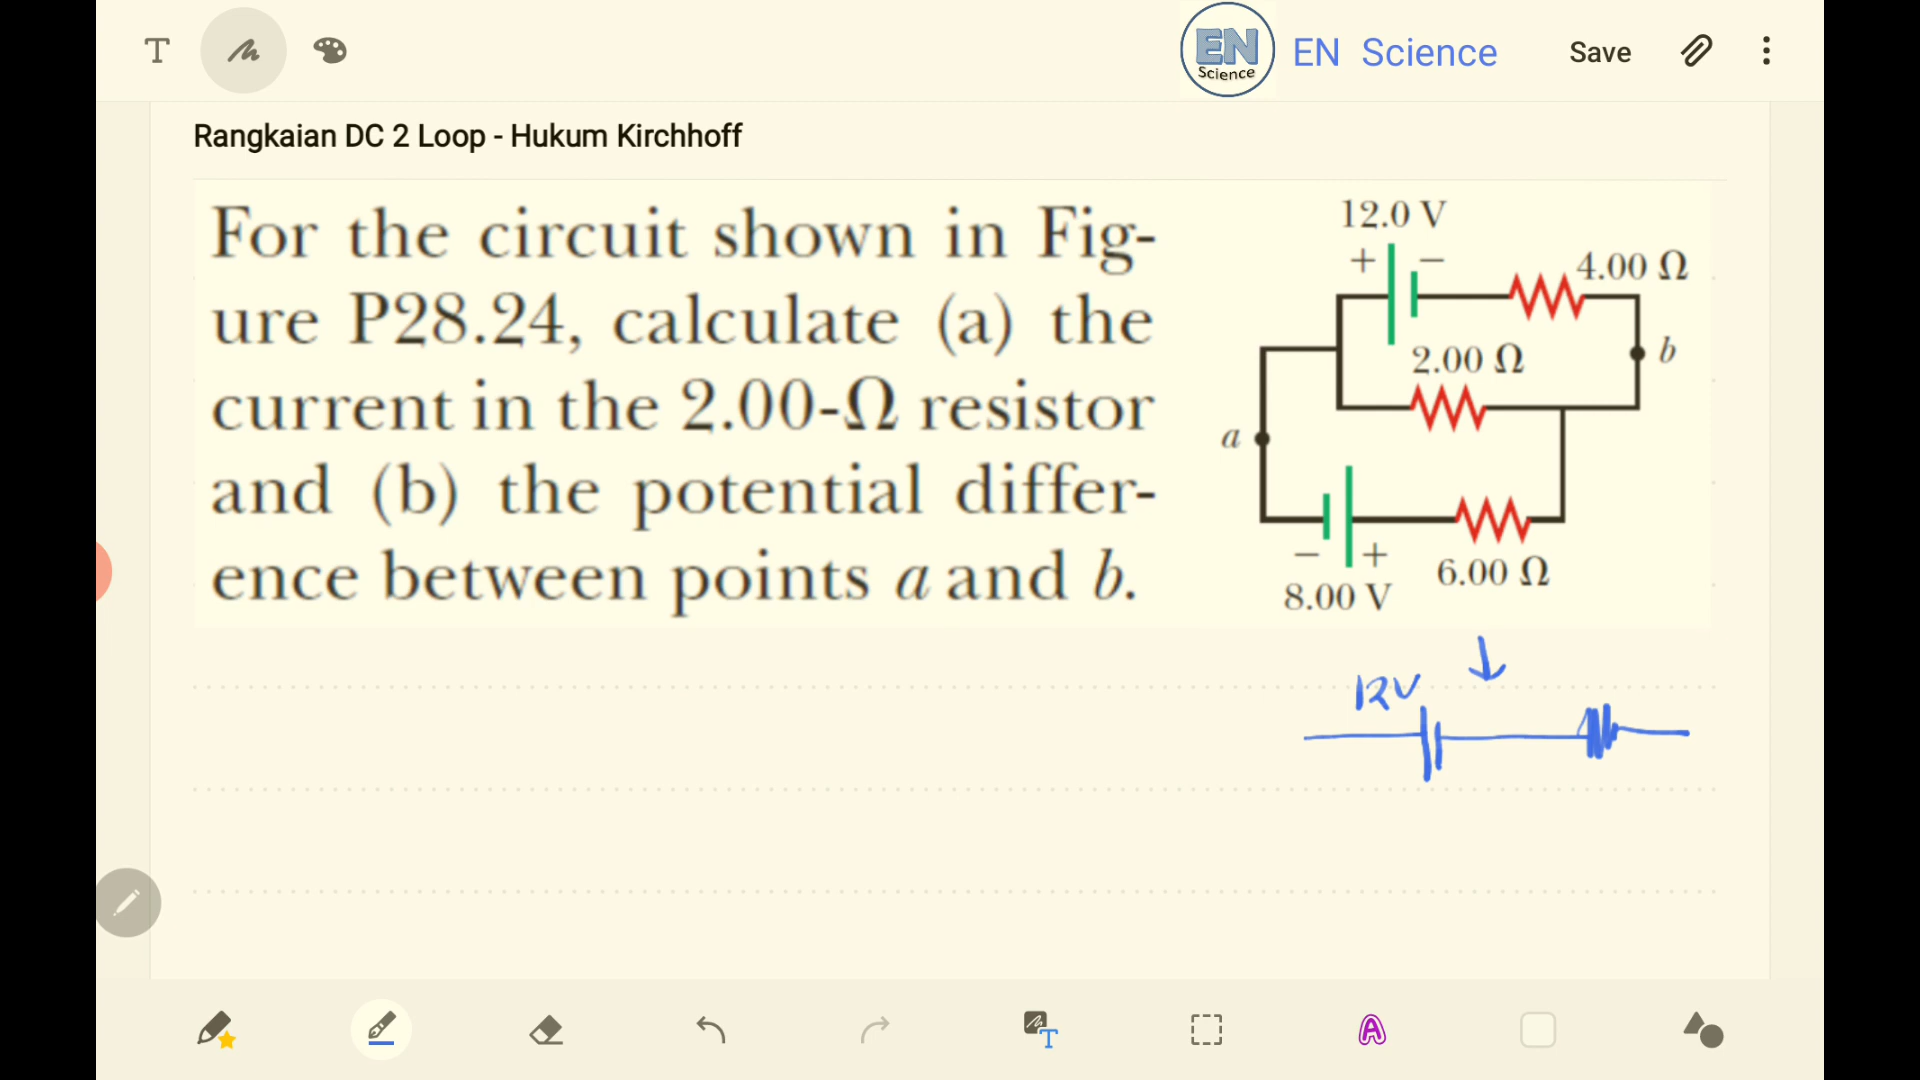 T
EN
Science
EN Science
Save
Rangkaian DC 2 Loop - Hukum Kirchhoff
For the circuit shown in Fig-
ure P28.24, calculate (a) the
current in the 2.00-Ω resistor
and (b) the potential differ-
ence between points a and b.
12.0 V
+ −
4.00 Ω
2.00 Ω
b
a
− +
6.00 Ω
8.00 V
12V
T
A